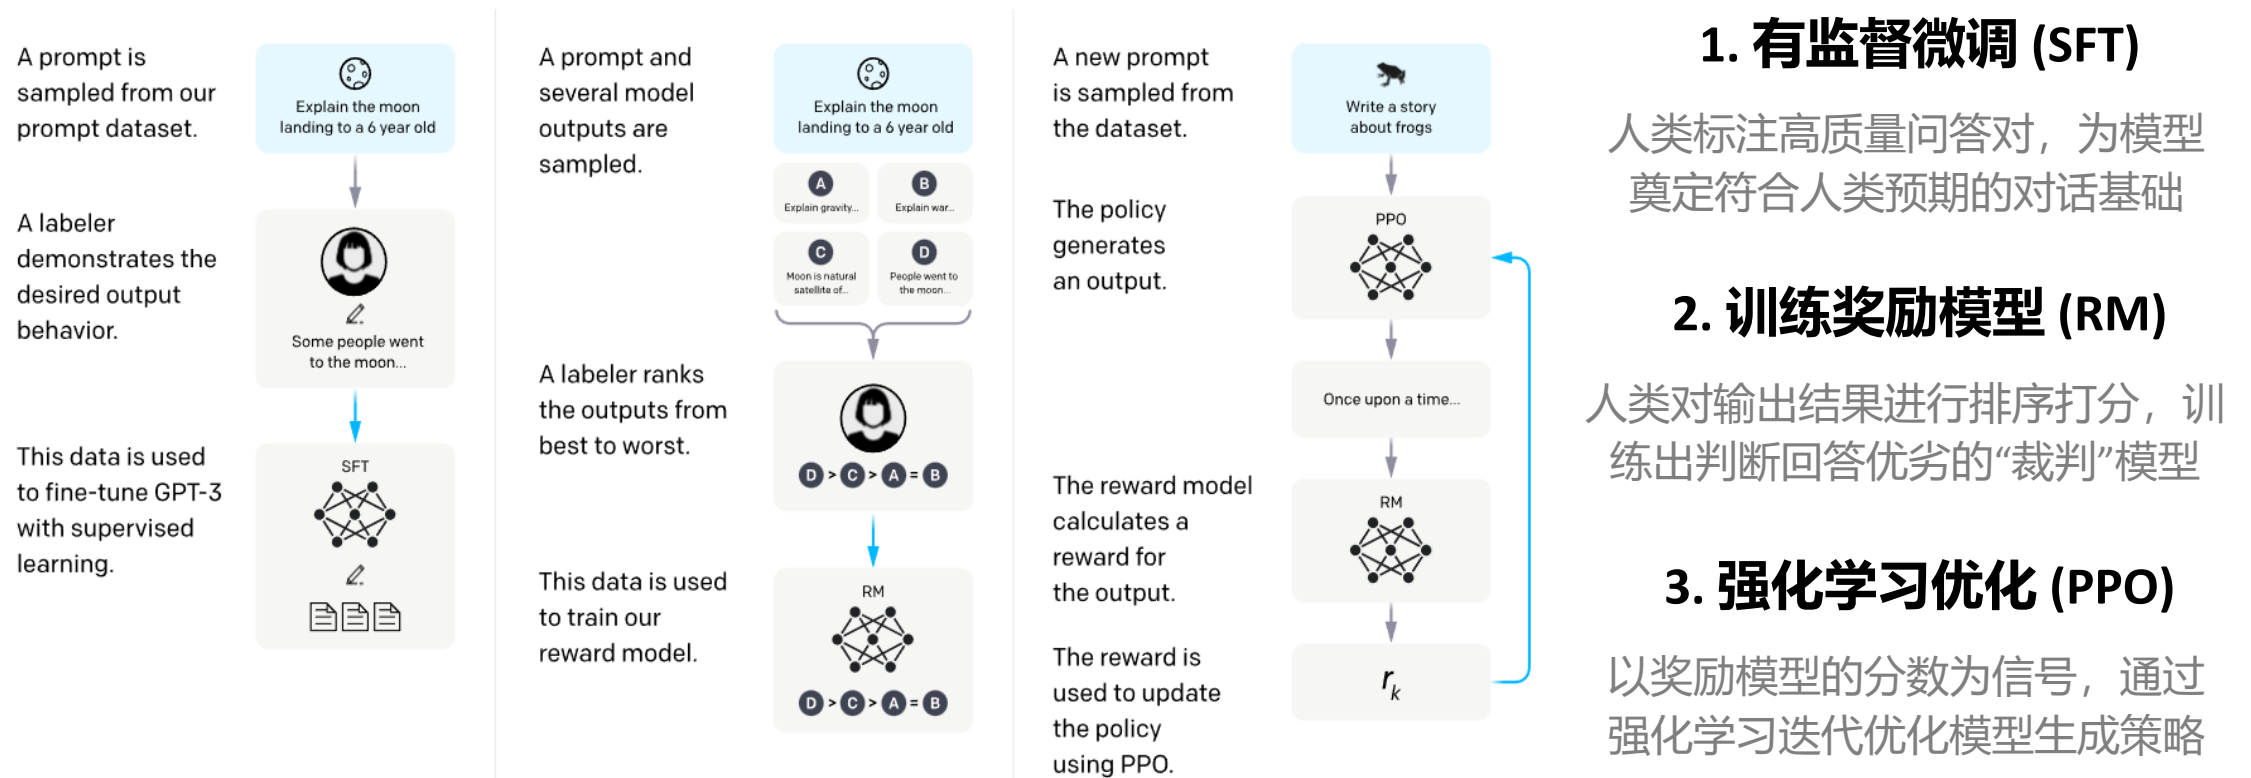 A prompt is
sampled from our
prompt dataset.
Explain the moon
landing to a 6 year old
A labeler
demonstrates the
desired output
behavior.
Some people went
to the moon...
This data is used
to fine-tune GPT-3
with supervised
learning.
SFT
A prompt and
several model
outputs are
sampled.
Explain the moon
landing to a 6 year old
A
Explain gravity...
B
Explain war...
C
Moon is natural
satellite of...
D
People went to
the moon...
A labeler ranks
the outputs from
best to worst.
D > C > A = B
This data is used
to train our
reward model.
RM
D > C > A = B
A new prompt
is sampled from
the dataset.
Write a story
about frogs
The policy
generates
an output.
PPO
Once upon a time...
The reward model
calculates a
reward for
the output.
RM
The reward is
used to update
the policy
using PPO.
rk
1. 有监督微调 (SFT)
人类标注高质量问答对，为模型
奠定符合人类预期的对话基础
2. 训练奖励模型 (RM)
人类对输出结果进行排序打分，训
练出判断回答优劣的“裁判”模型
3. 强化学习优化 (PPO)
以奖励模型的分数为信号，通过
强化学习迭代优化模型生成策略